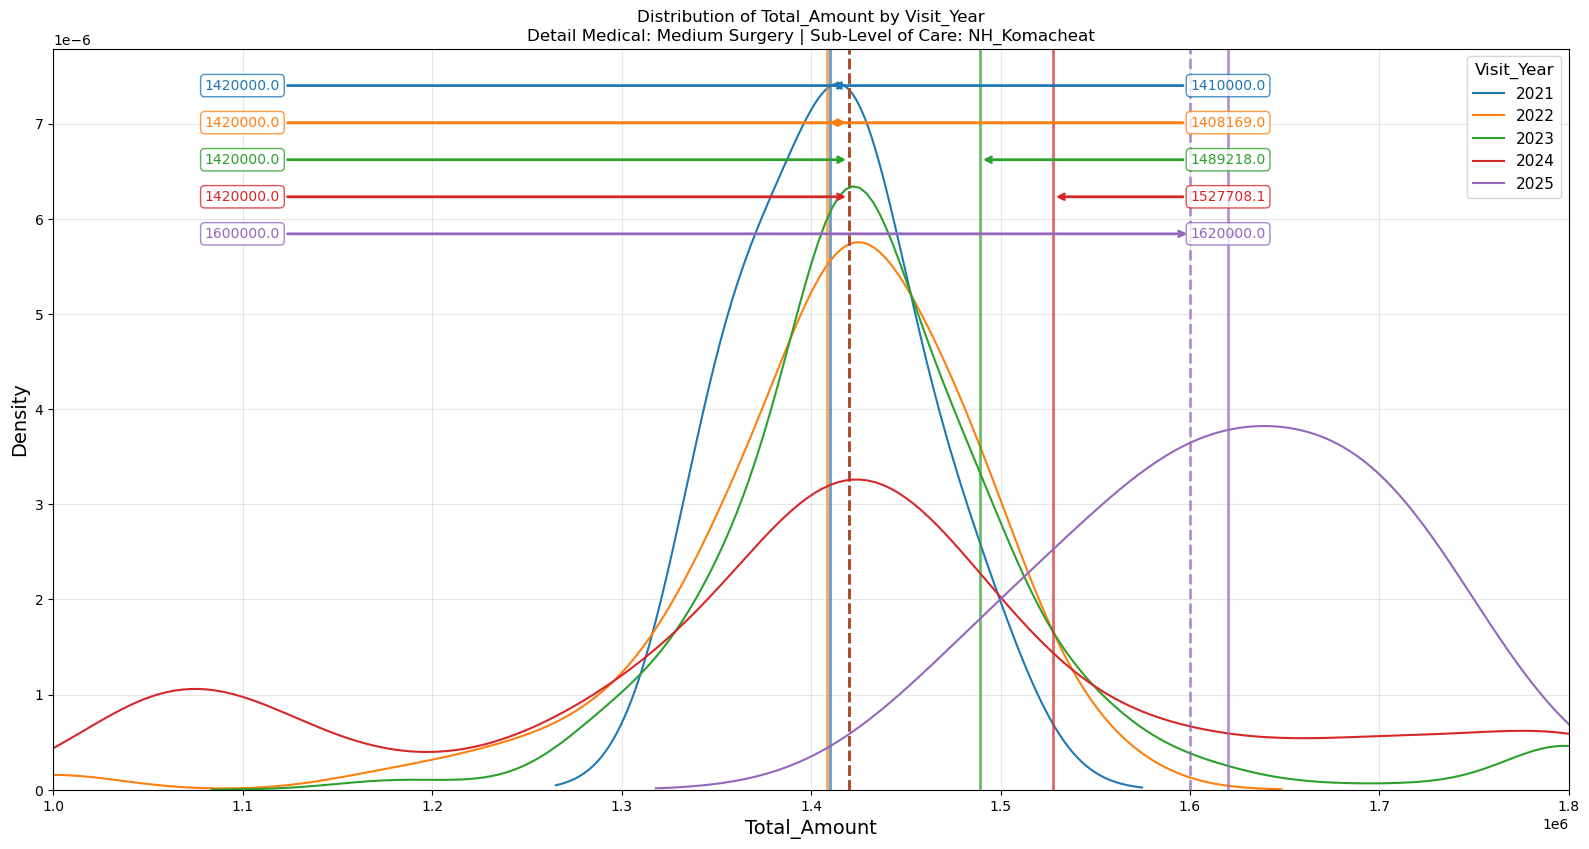 Distribution of Total_Amount by Visit_Year
Detail Medical: Medium Surgery | Sub-Level of Care: NH_Komacheat
1e−6
Visit_Year
2021
2022
2023
2024
2025
1420000.0 1410000.0
1420000.0 1408169.0
1420000.0 1489218.0
1420000.0 1527708.1
1600000.0 1620000.0
7
6
5
4
3
2
1
0
Density
1.0 1.1 1.2 1.3 1.4 1.5 1.6 1.7 1.8
1e6
Total_Amount